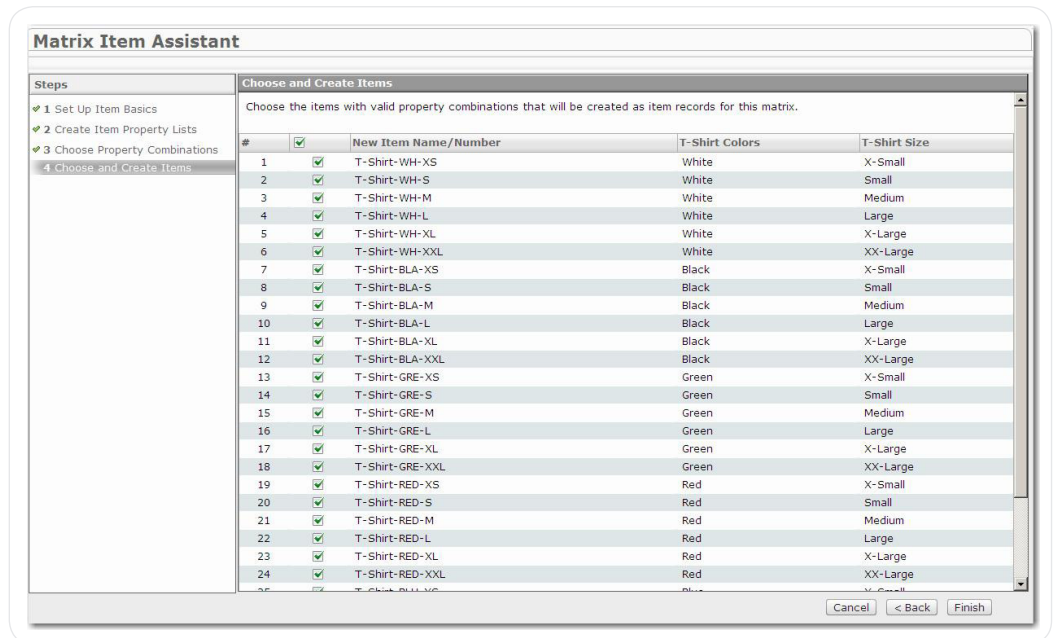 Matrix Item Assistant
Steps
1 Set Up Item Basics
2 Create Item Property Lists
3 Choose Property Combinations
4 Choose and Create Items
Choose and Create Items
Choose the items with valid property combinations that will be created as item records for this matrix.
# New Item Name/Number T-Shirt Colors T-Shirt Size
1 T-Shirt-WH-XS White X-Small
2 T-Shirt-WH-S White Small
3 T-Shirt-WH-M White Medium
4 T-Shirt-WH-L White Large
5 T-Shirt-WH-XL White X-Large
6 T-Shirt-WH-XXL White XX-Large
7 T-Shirt-BLA-XS Black X-Small
8 T-Shirt-BLA-S Black Small
9 T-Shirt-BLA-M Black Medium
10 T-Shirt-BLA-L Black Large
11 T-Shirt-BLA-XL Black X-Large
12 T-Shirt-BLA-XXL Black XX-Large
13 T-Shirt-GRE-XS Green X-Small
14 T-Shirt-GRE-S Green Small
15 T-Shirt-GRE-M Green Medium
16 T-Shirt-GRE-L Green Large
17 T-Shirt-GRE-XL Green X-Large
18 T-Shirt-GRE-XXL Green XX-Large
19 T-Shirt-RED-XS Red X-Small
20 T-Shirt-RED-S Red Small
21 T-Shirt-RED-M Red Medium
22 T-Shirt-RED-L Red Large
23 T-Shirt-RED-XL Red X-Large
24 T-Shirt-RED-XXL Red XX-Large
Cancel < Back Finish